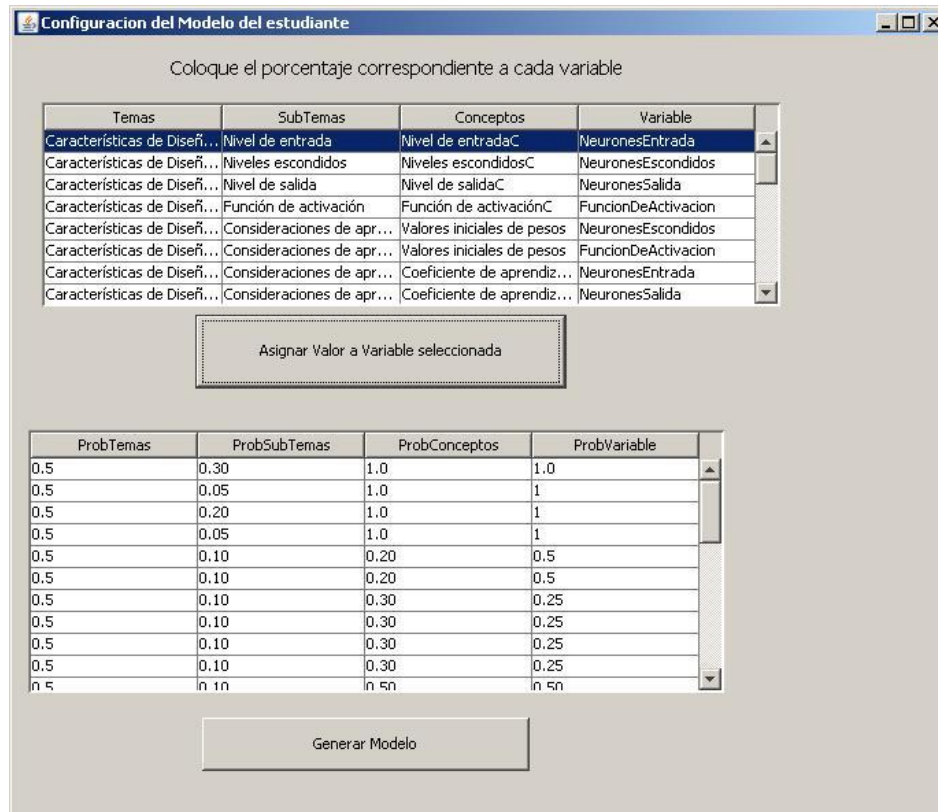 Configuracion del Modelo del estudiante
Coloque el porcentaje correspondiente a cada variable
Temas SubTemas Conceptos Variable
Características de Diseñ... Nivel de entrada Nivel de entradaC NeuronesEntrada
Características de Diseñ... Niveles escondidos Niveles escondidosC NeuronesEscondidos
Características de Diseñ... Nivel de salida Nivel de salidaC NeuronesSalida
Características de Diseñ... Función de activación Función de activaciónC FuncionDeActivacion
Características de Diseñ... Consideraciones de apr... Valores iniciales de pesos NeuronesEscondidos
Características de Diseñ... Consideraciones de apr... Valores iniciales de pesos FuncionDeActivacion
Características de Diseñ... Consideraciones de apr... Coeficiente de aprendiz... NeuronesEntrada
Características de Diseñ... Consideraciones de apr... Coeficiente de aprendiz... NeuronesSalida
Asignar Valor a Variable seleccionada
ProbTemas ProbSubTemas ProbConceptos ProbVariable
0.5 0.30 1.0 1.0
0.5 0.05 1.0 1
0.5 0.20 1.0 1
0.5 0.05 1.0 1
0.5 0.10 0.20 0.5
0.5 0.10 0.20 0.5
0.5 0.10 0.30 0.25
0.5 0.10 0.30 0.25
0.5 0.10 0.30 0.25
0.5 0.10 0.30 0.25
0.5 0.10 0.50 0.50
Generar Modelo